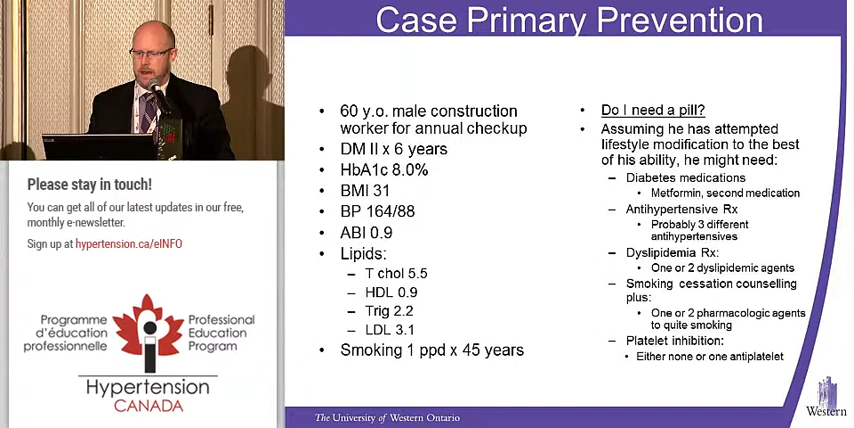 Case Primary Prevention
• 60 y.o. male construction
worker for annual checkup
• DM II x 6 years
• HbA1c 8.0%
• BMI 31
• BP 164/88
• ABI 0.9
• Lipids:
– T chol 5.5
– HDL 0.9
– Trig 2.2
– LDL 3.1
• Smoking 1 ppd x 45 years
• Do I need a pill?
• Assuming he has attempted
lifestyle modification to the best
of his ability, he might need:
– Diabetes medications
• Metformin, second medication
– Antihypertensive Rx
• Probably 3 different
antihypertensives
– Dyslipidemia Rx:
• One or 2 dyslipidemic agents
– Smoking cessation counselling
plus:
• One or 2 pharmacologic agents
to quite smoking
– Platelet inhibition:
• Either none or one antiplatelet
The University of Western Ontario
Western
Please stay in touch!
You can get all of our latest updates in our free,
monthly e-newsletter.
Sign up at hypertension.ca/eINFO
Programme
d'éducation
professionnelle
Professional
Education
Program
Hypertension
CANADA